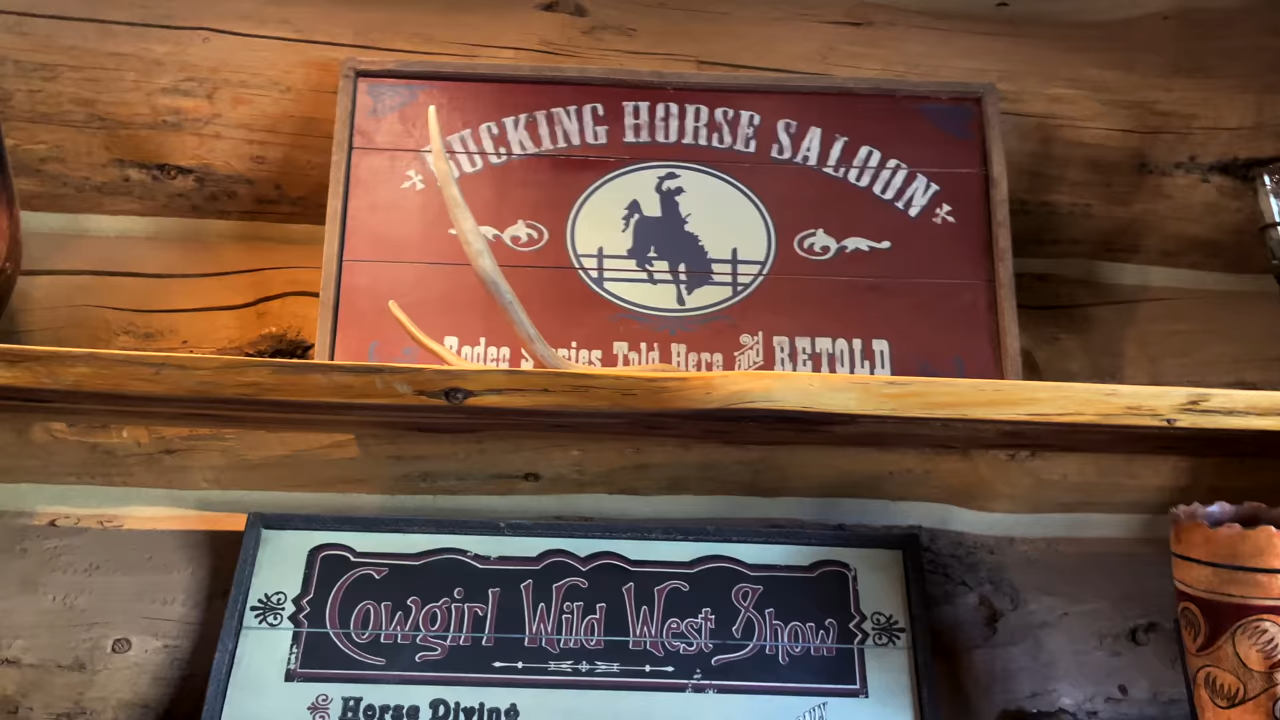 BUCKING HORSE SALOON
Rodeo Stories Told Here and RETOLD
Cowgirl Wild West Show
Horse Diving